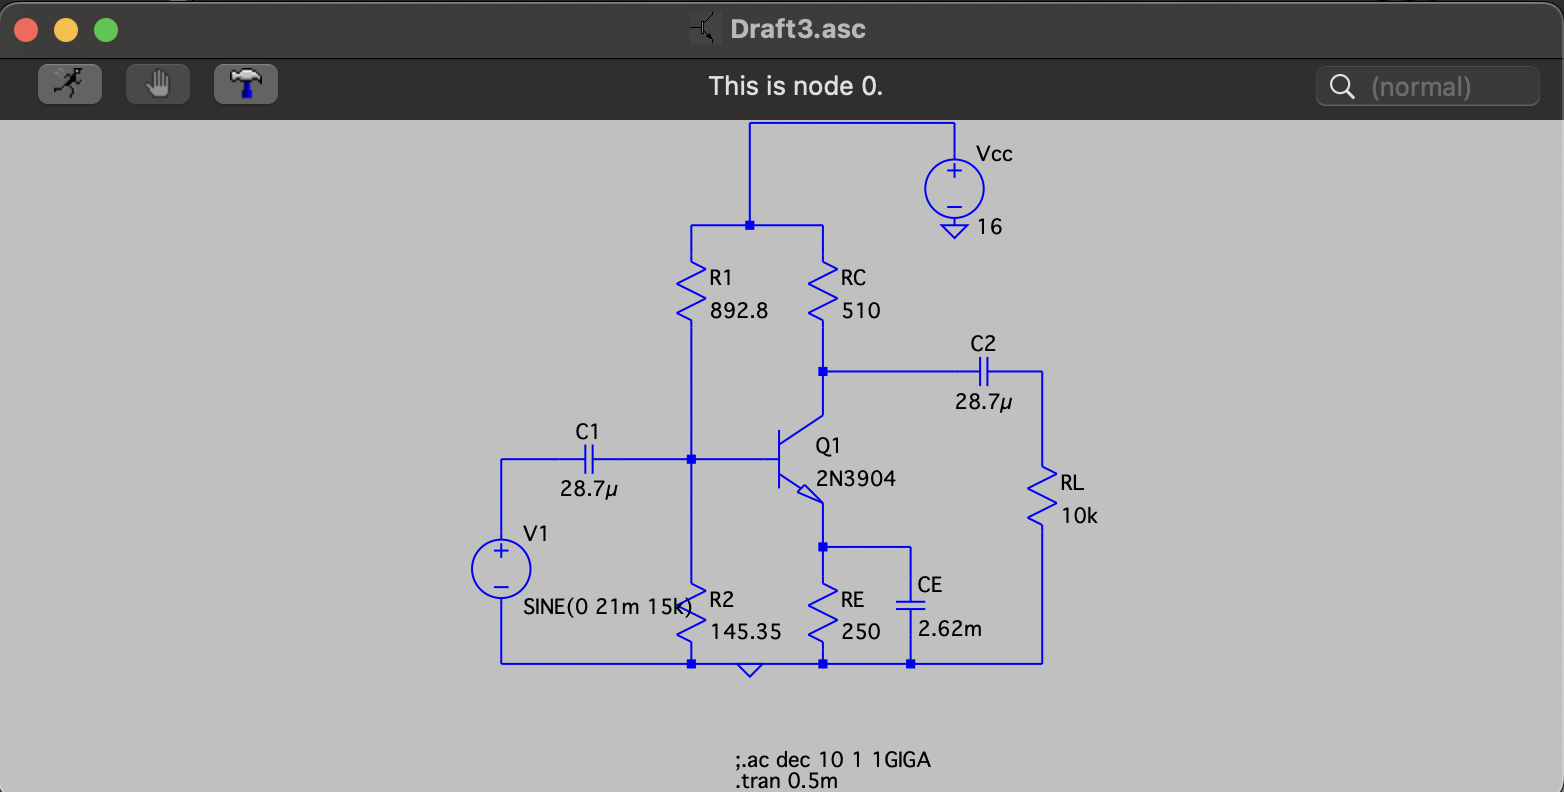 Draft3.asc
This is node 0.
(normal)
Vcc
16
R1
892.8
RC
510
C2
28.7µ
C1
28.7µ
Q1
2N3904
RL
10k
V1
SINE(0 21m 15k)
R2
145.35
RE
250
CE
2.62m
;.ac dec 10 1 1GIGA
.tran 0.5m